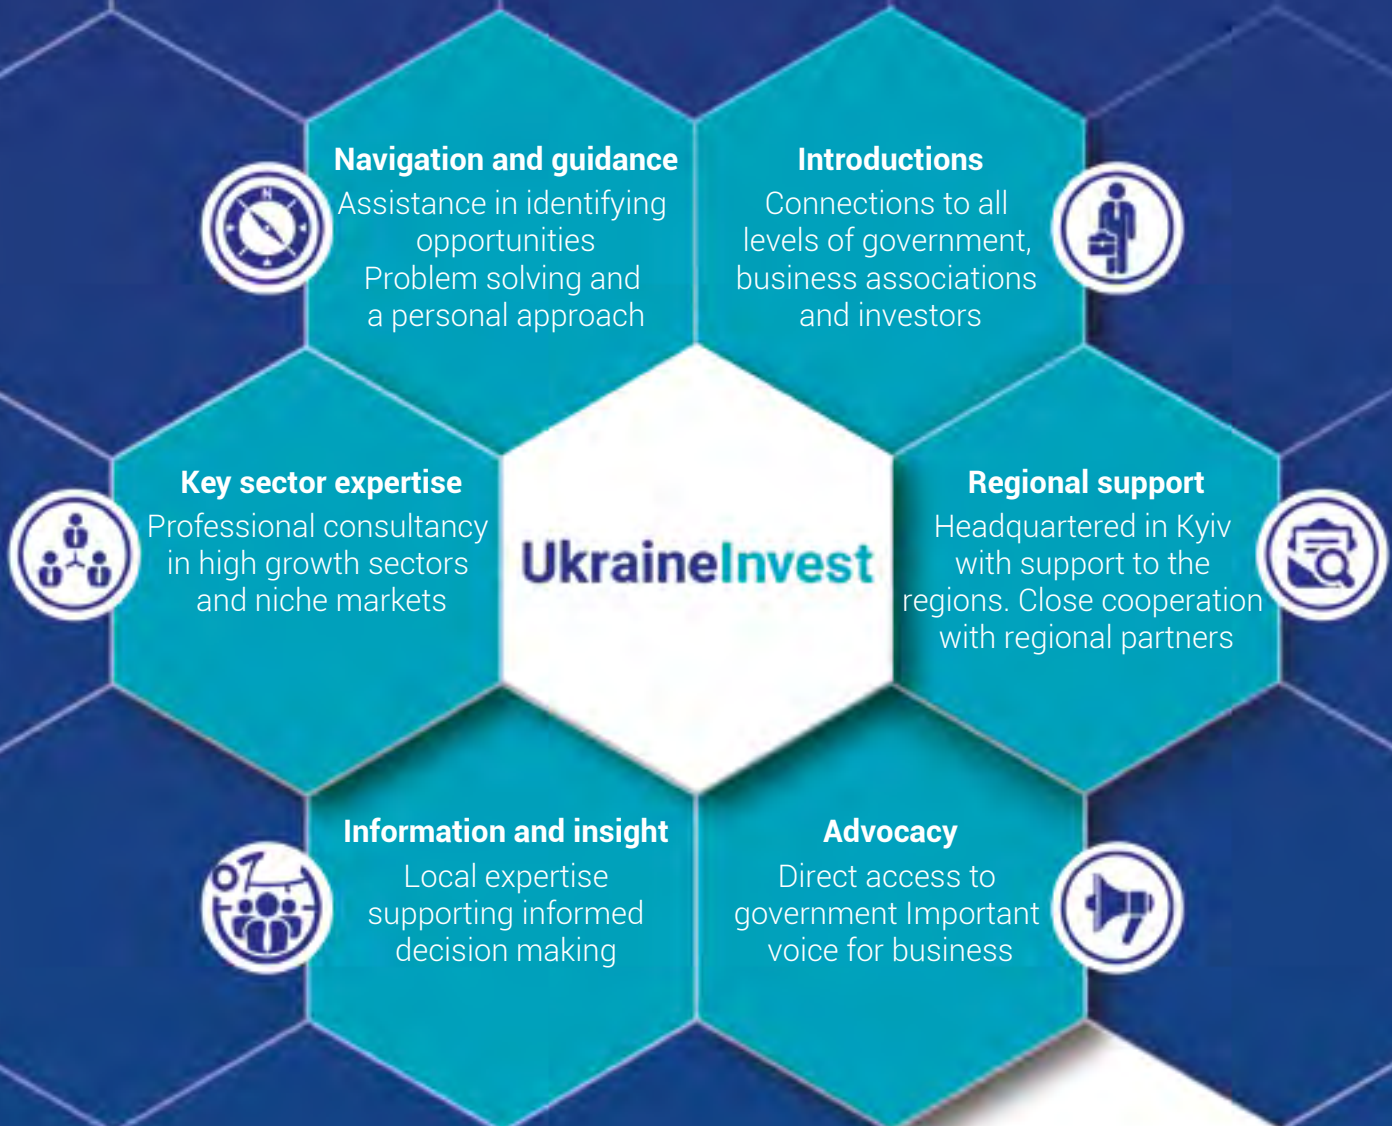 Navigation and guidance
Assistance in identifying
opportunities
Problem solving and
a personal approach
Introductions
Connections to all
levels of government,
business associations
and investors
Key sector expertise
Professional consultancy
in high growth sectors
and niche markets
UkraineInvest
Regional support
Headquartered in Kyiv
with support to the
regions. Close cooperation
with regional partners
Information and insight
Local expertise
supporting informed
decision making
Advocacy
Direct access to
government Important
voice for business
N